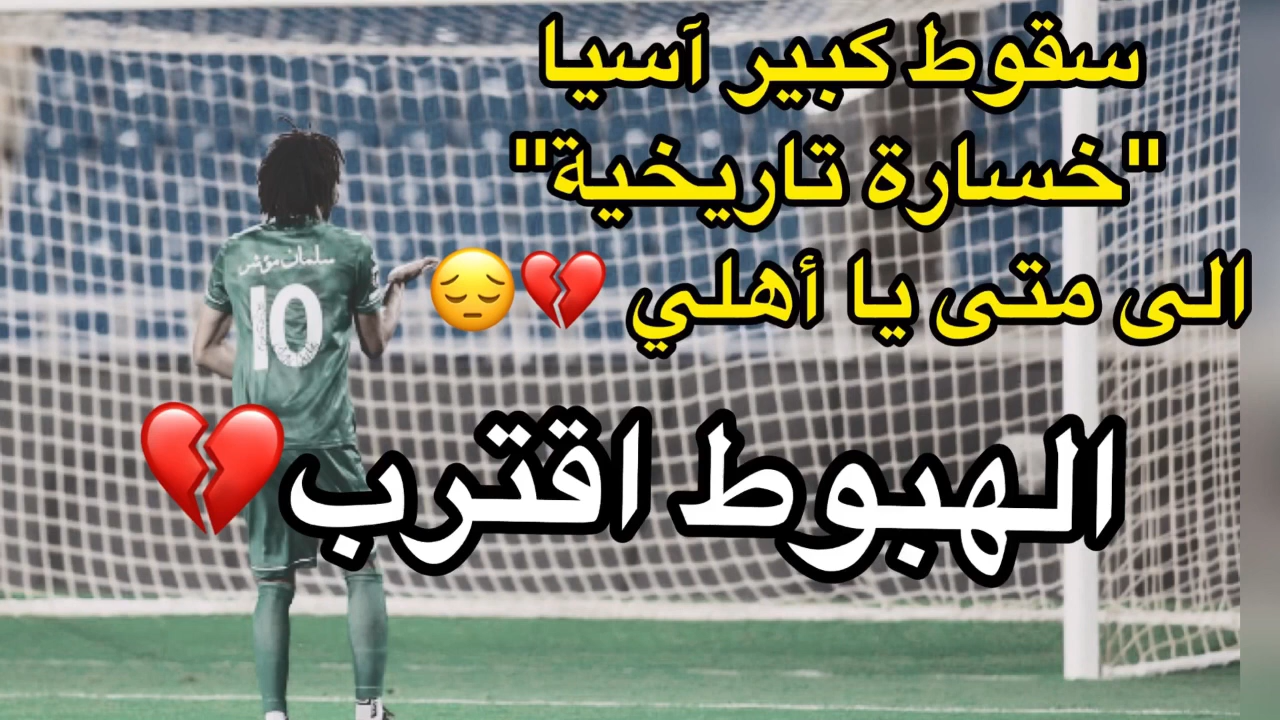 سقوط كبير آسيا
"خسارة تاريخية"
الى متى يا أهلي 💔😔
الهبوط اقترب💔
سلمان مؤشر
10